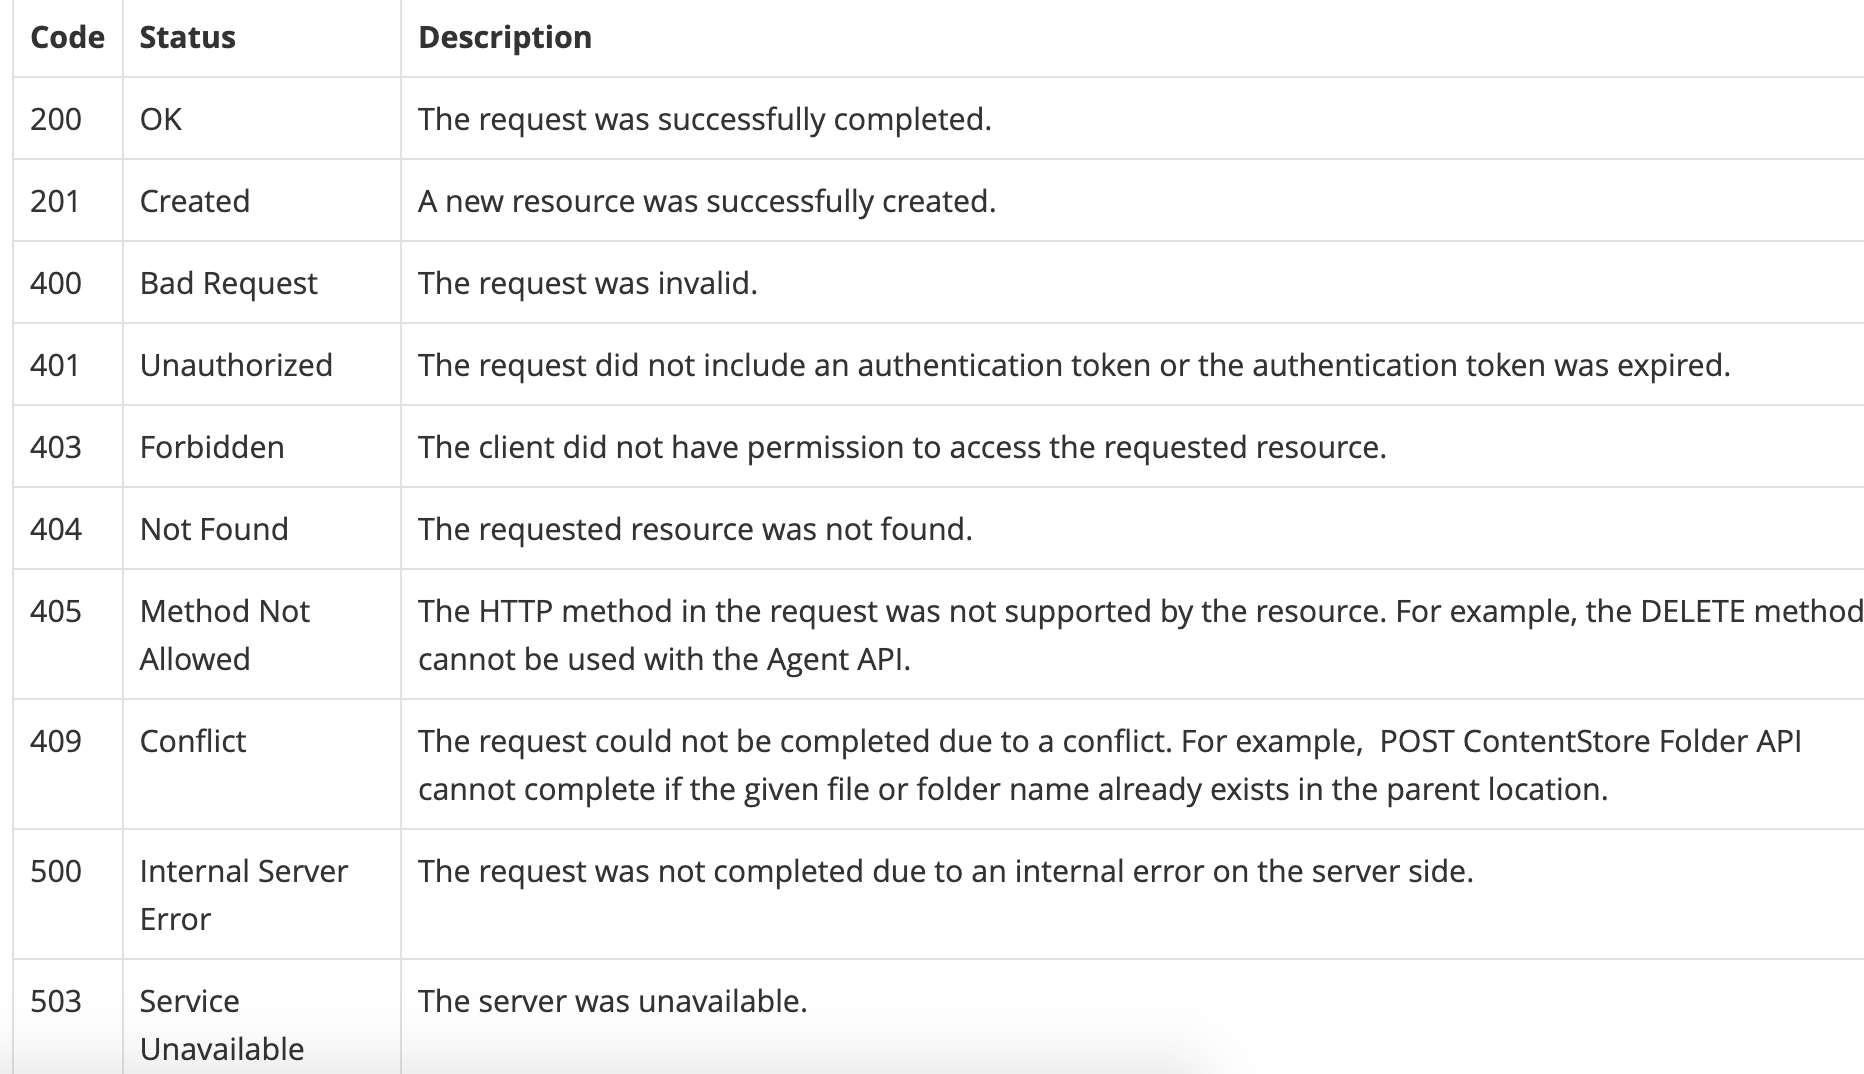 Code Status Description
200 OK The request was successfully completed.
201 Created A new resource was successfully created.
400 Bad Request The request was invalid.
401 Unauthorized The request did not include an authentication token or the authentication token was expired.
403 Forbidden The client did not have permission to access the requested resource.
404 Not Found The requested resource was not found.
405 Method Not The HTTP method in the request was not supported by the resource. For example, the DELETE method
Allowed cannot be used with the Agent API.
409 Conflict The request could not be completed due to a conflict. For example,  POST ContentStore Folder API
cannot complete if the given file or folder name already exists in the parent location.
500 Internal Server The request was not completed due to an internal error on the server side.
Error
503 Service The server was unavailable.
Unavailable